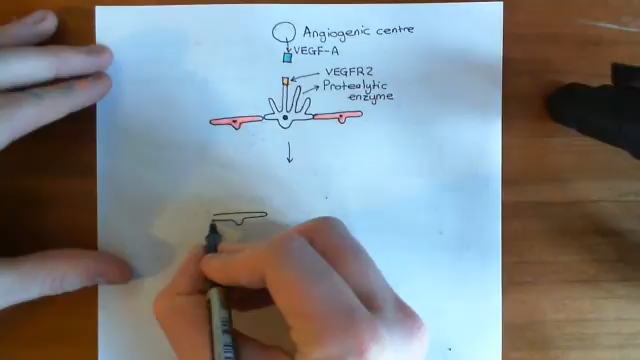 Angiogenic centre
VEGF-A
VEGFR2
Proteolytic
enzyme